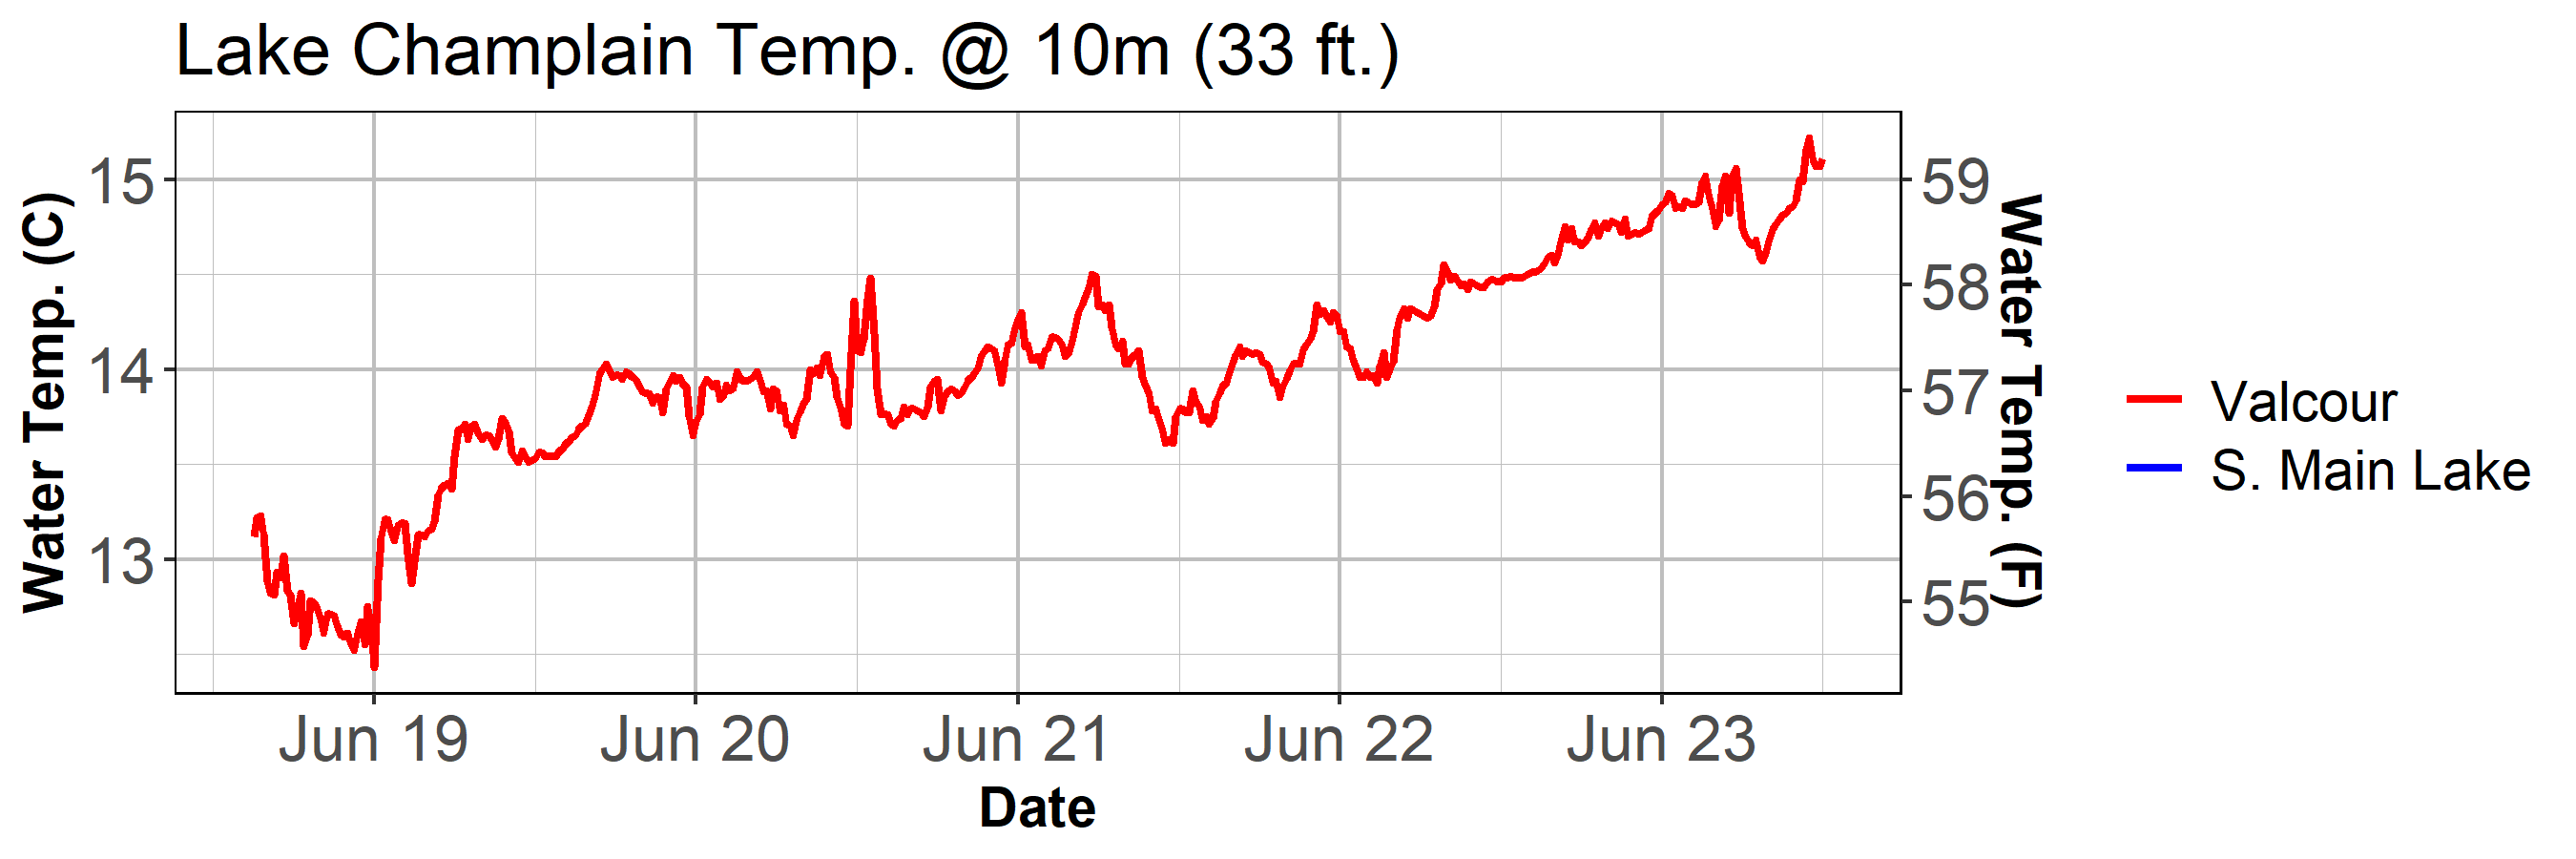 Lake Champlain Temp. @ 10m (33 ft.)
Water Temp. (C)
15
14
13
59
58
57
56
55
Water Temp. (F)
Jun 19 Jun 20 Jun 21 Jun 22 Jun 23
Date
Valcour
S. Main Lake